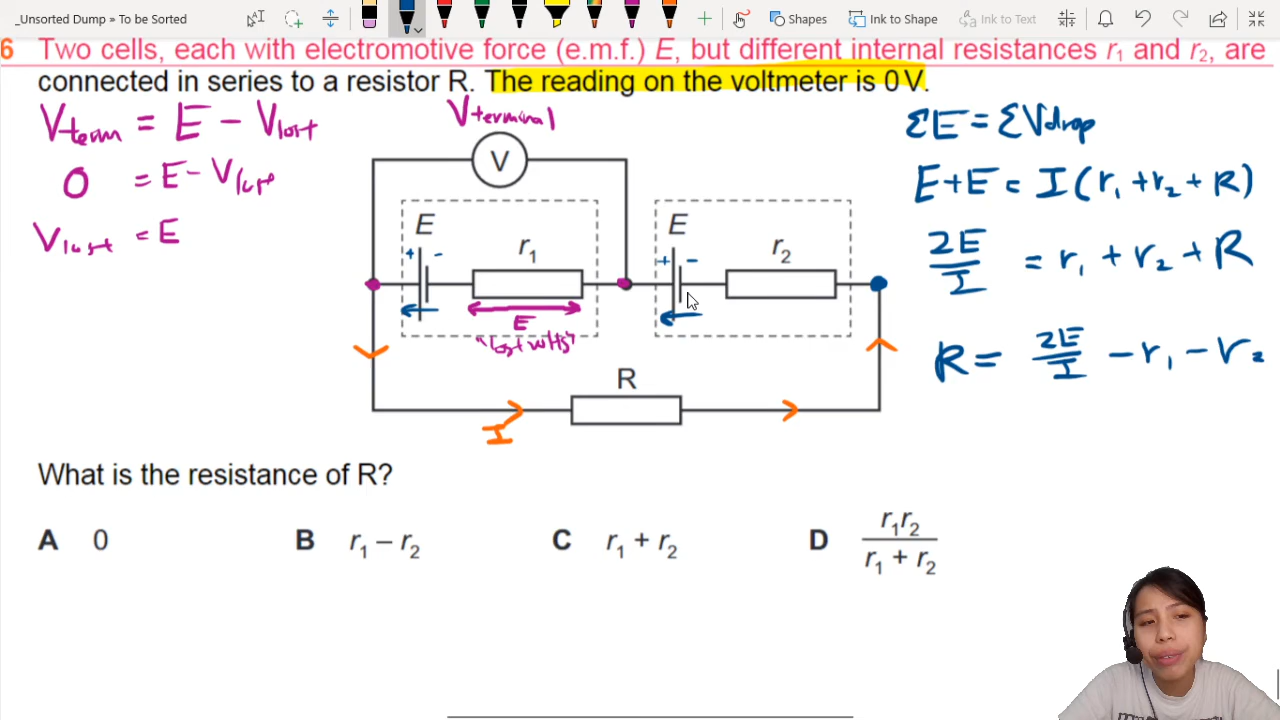 _Unsorted Dump » To be Sorted
Shapes
Ink to Shape
Ink to Text
6 Two cells, each with electromotive force (e.m.f.) E, but different internal resistances r₁ and r₂, are
connected in series to a resistor R. The reading on the voltmeter is 0 V.
Vterm = E - Vlost
0 = E - Vlost
Vlost = E
Vterminal
V
E
r₁
+ -
E
"lost volts"
E
r₂
+ -
R
I
ΣE = ΣVdrop
E+E = I(r₁+r₂+R)
2E/I = r₁ + r₂ + R
R = 2E/I - r₁ - r₂
What is the resistance of R?
A 0
B r₁ – r₂
C r₁ + r₂
D r₁r₂/(r₁ + r₂)